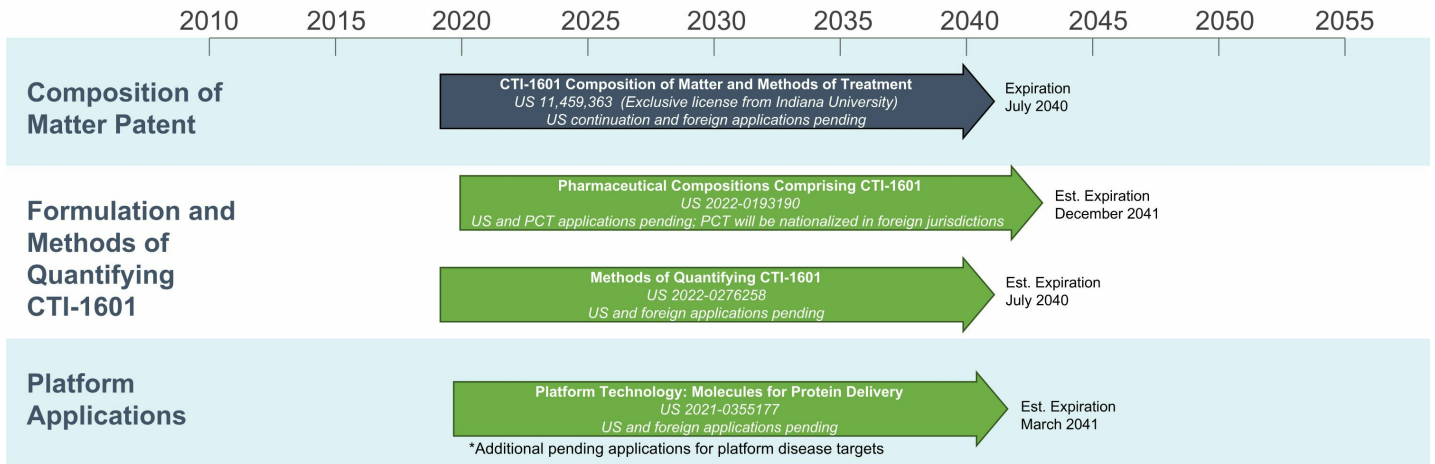 2010 2015 2020 2025 2030 2035 2040 2045 2050 2055
Composition of
Matter Patent
CTI-1601 Composition of Matter and Methods of Treatment
US 11,459,363 (Exclusive license from Indiana University)
US continuation and foreign applications pending
Expiration
July 2040
Formulation and
Methods of
Quantifying
CTI-1601
Pharmaceutical Compositions Comprising CTI-1601
US 2022-0193190
US and PCT applications pending; PCT will be nationalized in foreign jurisdictions
Est. Expiration
December 2041
Methods of Quantifying CTI-1601
US 2022-0276258
US and foreign applications pending
Est. Expiration
July 2040
Platform
Applications
Platform Technology: Molecules for Protein Delivery
US 2021-0355177
US and foreign applications pending
Est. Expiration
March 2041
*Additional pending applications for platform disease targets